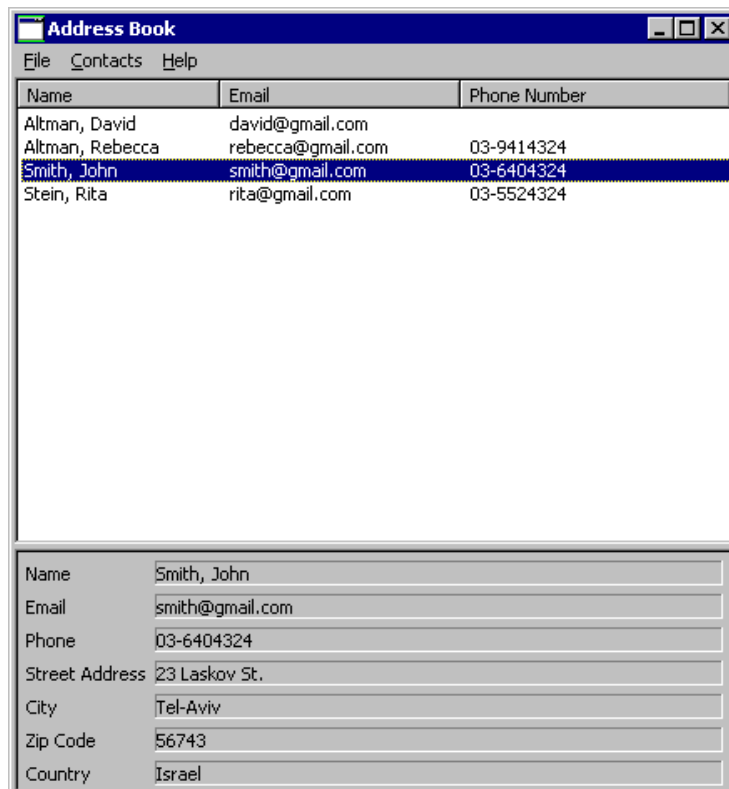 Address Book
File Contacts Help
Name Email Phone Number
Altman, David david@gmail.com
Altman, Rebecca rebecca@gmail.com 03-9414324
Smith, John smith@gmail.com 03-6404324
Stein, Rita rita@gmail.com 03-5524324
Name Smith, John
Email smith@gmail.com
Phone 03-6404324
Street Address 23 Laskov St.
City Tel-Aviv
Zip Code 56743
Country Israel